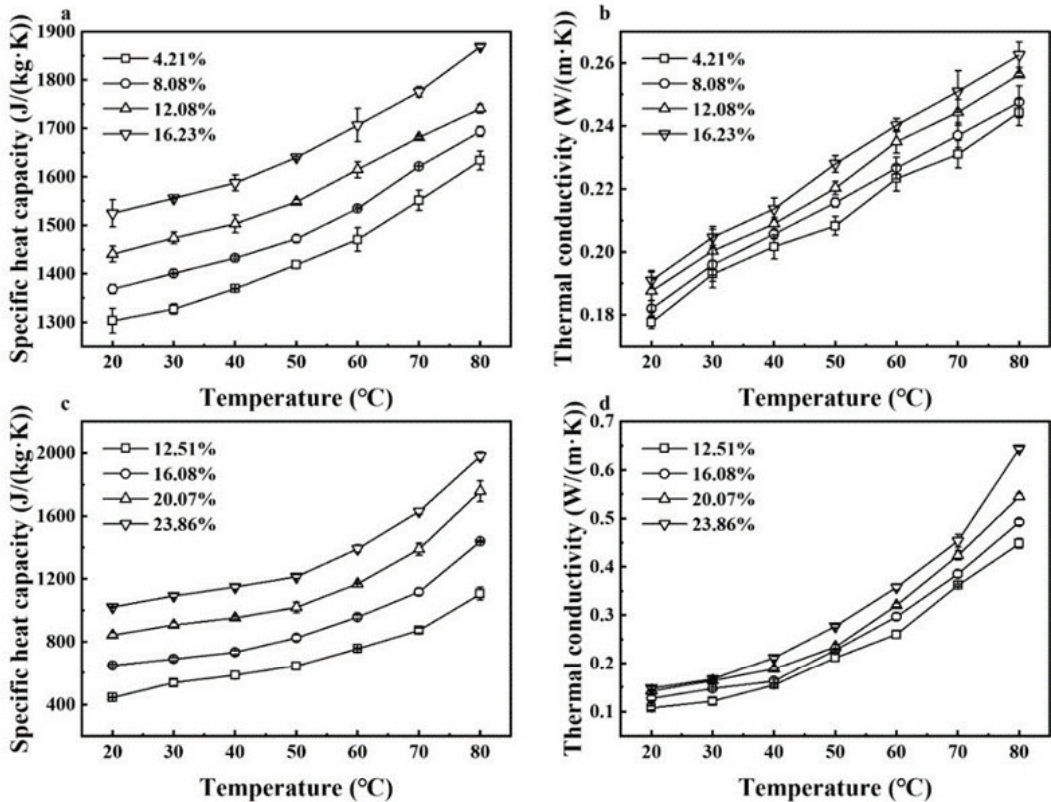 a
Specific heat capacity (J/(kg·K))
1900
1800
1700
1600
1500
1400
1300
4.21%
8.08%
12.08%
16.23%
20 30 40 50 60 70 80
Temperature (°C)
b
Thermal conductivity (W/(m·K))
0.26
0.24
0.22
0.20
0.18
4.21%
8.08%
12.08%
16.23%
20 30 40 50 60 70 80
Temperature (°C)
c
Specific heat capacity (J/(kg·K))
2000
1600
1200
800
400
12.51%
16.08%
20.07%
23.86%
20 30 40 50 60 70 80
Temperature (°C)
d
Thermal conductivity (W/(m·K))
0.7
0.6
0.5
0.4
0.3
0.2
0.1
12.51%
16.08%
20.07%
23.86%
20 30 40 50 60 70 80
Temperature (°C)